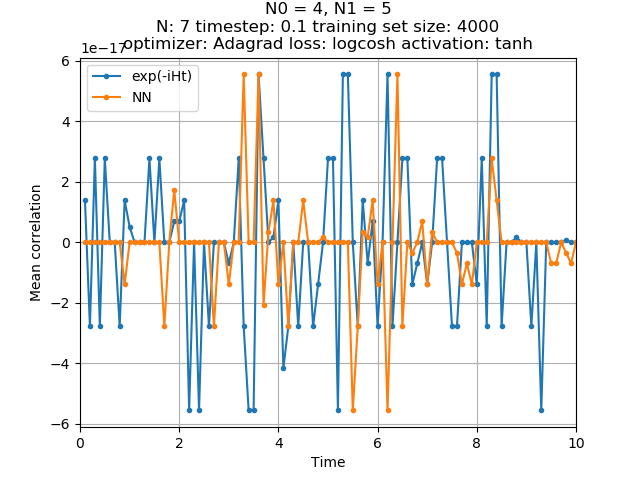 N0 = 4, N1 = 5
N: 7 timestep: 0.1 training set size: 4000
optimizer: Adagrad loss: logcosh activation: tanh
1e−17
exp(-iHt)
NN
6
4
2
0
−2
−4
−6
Mean correlation
0 2 4 6 8 10
Time